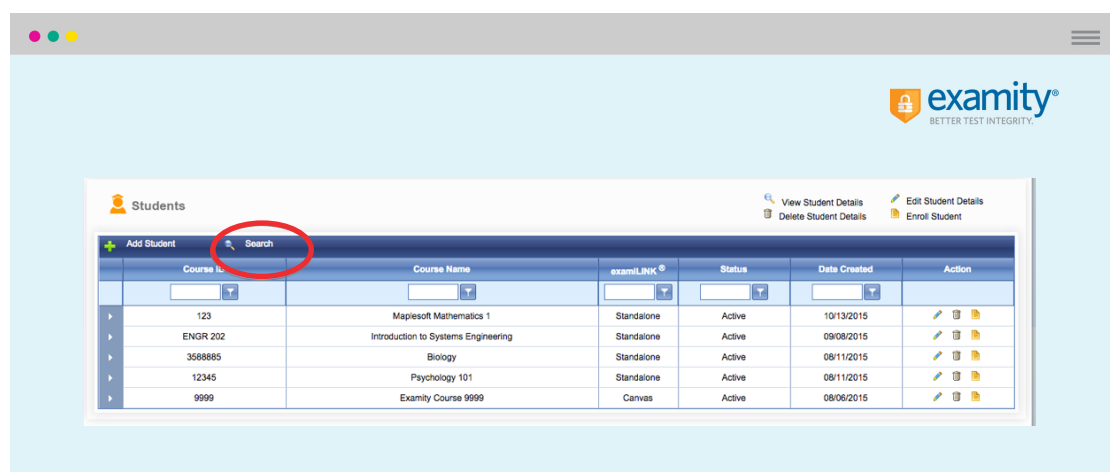 examity®
BETTER TEST INTEGRITY.
Students
View Student Details
Edit Student Details
Delete Student Details
Enroll Student
Add Student Search
Course ID Course Name examiLINK® Status Date Created Action
123 Maplesoft Mathematics 1 Standalone Active 10/13/2015
ENGR 202 Introduction to Systems Engineering Standalone Active 09/08/2015
3588885 Biology Standalone Active 08/11/2015
12345 Psychology 101 Standalone Active 08/11/2015
9999 Examity Course 9999 Canvas Active 08/06/2015